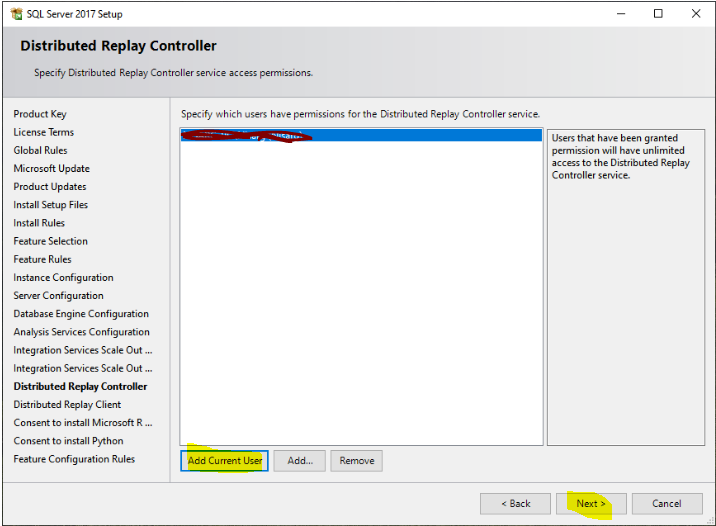 SQL Server 2017 Setup
Distributed Replay Controller
Specify Distributed Replay Controller service access permissions.
Product Key
License Terms
Global Rules
Microsoft Update
Product Updates
Install Setup Files
Install Rules
Feature Selection
Feature Rules
Instance Configuration
Server Configuration
Database Engine Configuration
Analysis Services Configuration
Integration Services Scale Out ...
Integration Services Scale Out ...
Distributed Replay Controller
Distributed Replay Client
Consent to install Microsoft R ...
Consent to install Python
Feature Configuration Rules
Specify which users have permissions for the Distributed Replay Controller service.
Users that have been granted
permission will have unlimited
access to the Distributed Replay
Controller service.
Add Current User
Add...
Remove
< Back
Next >
Cancel